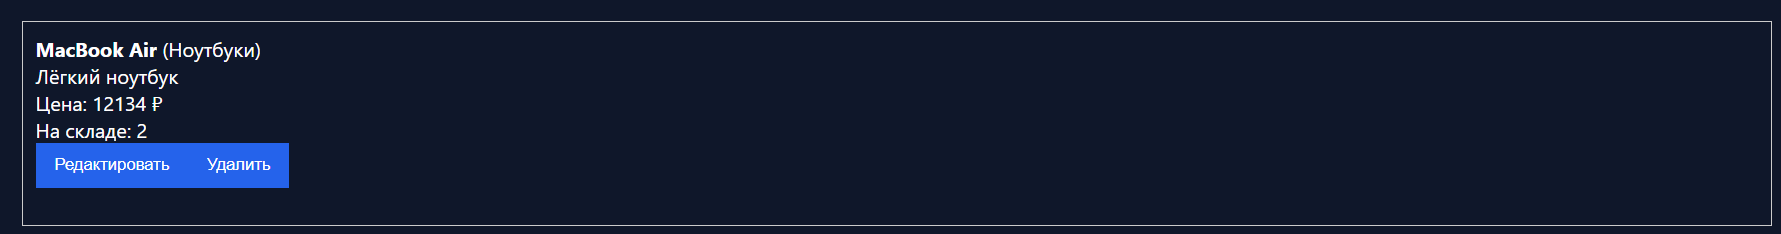 MacBook Air (Ноутбуки)
Лёгкий ноутбук
Цена: 12134 ₽
На складе: 2
Редактировать Удалить